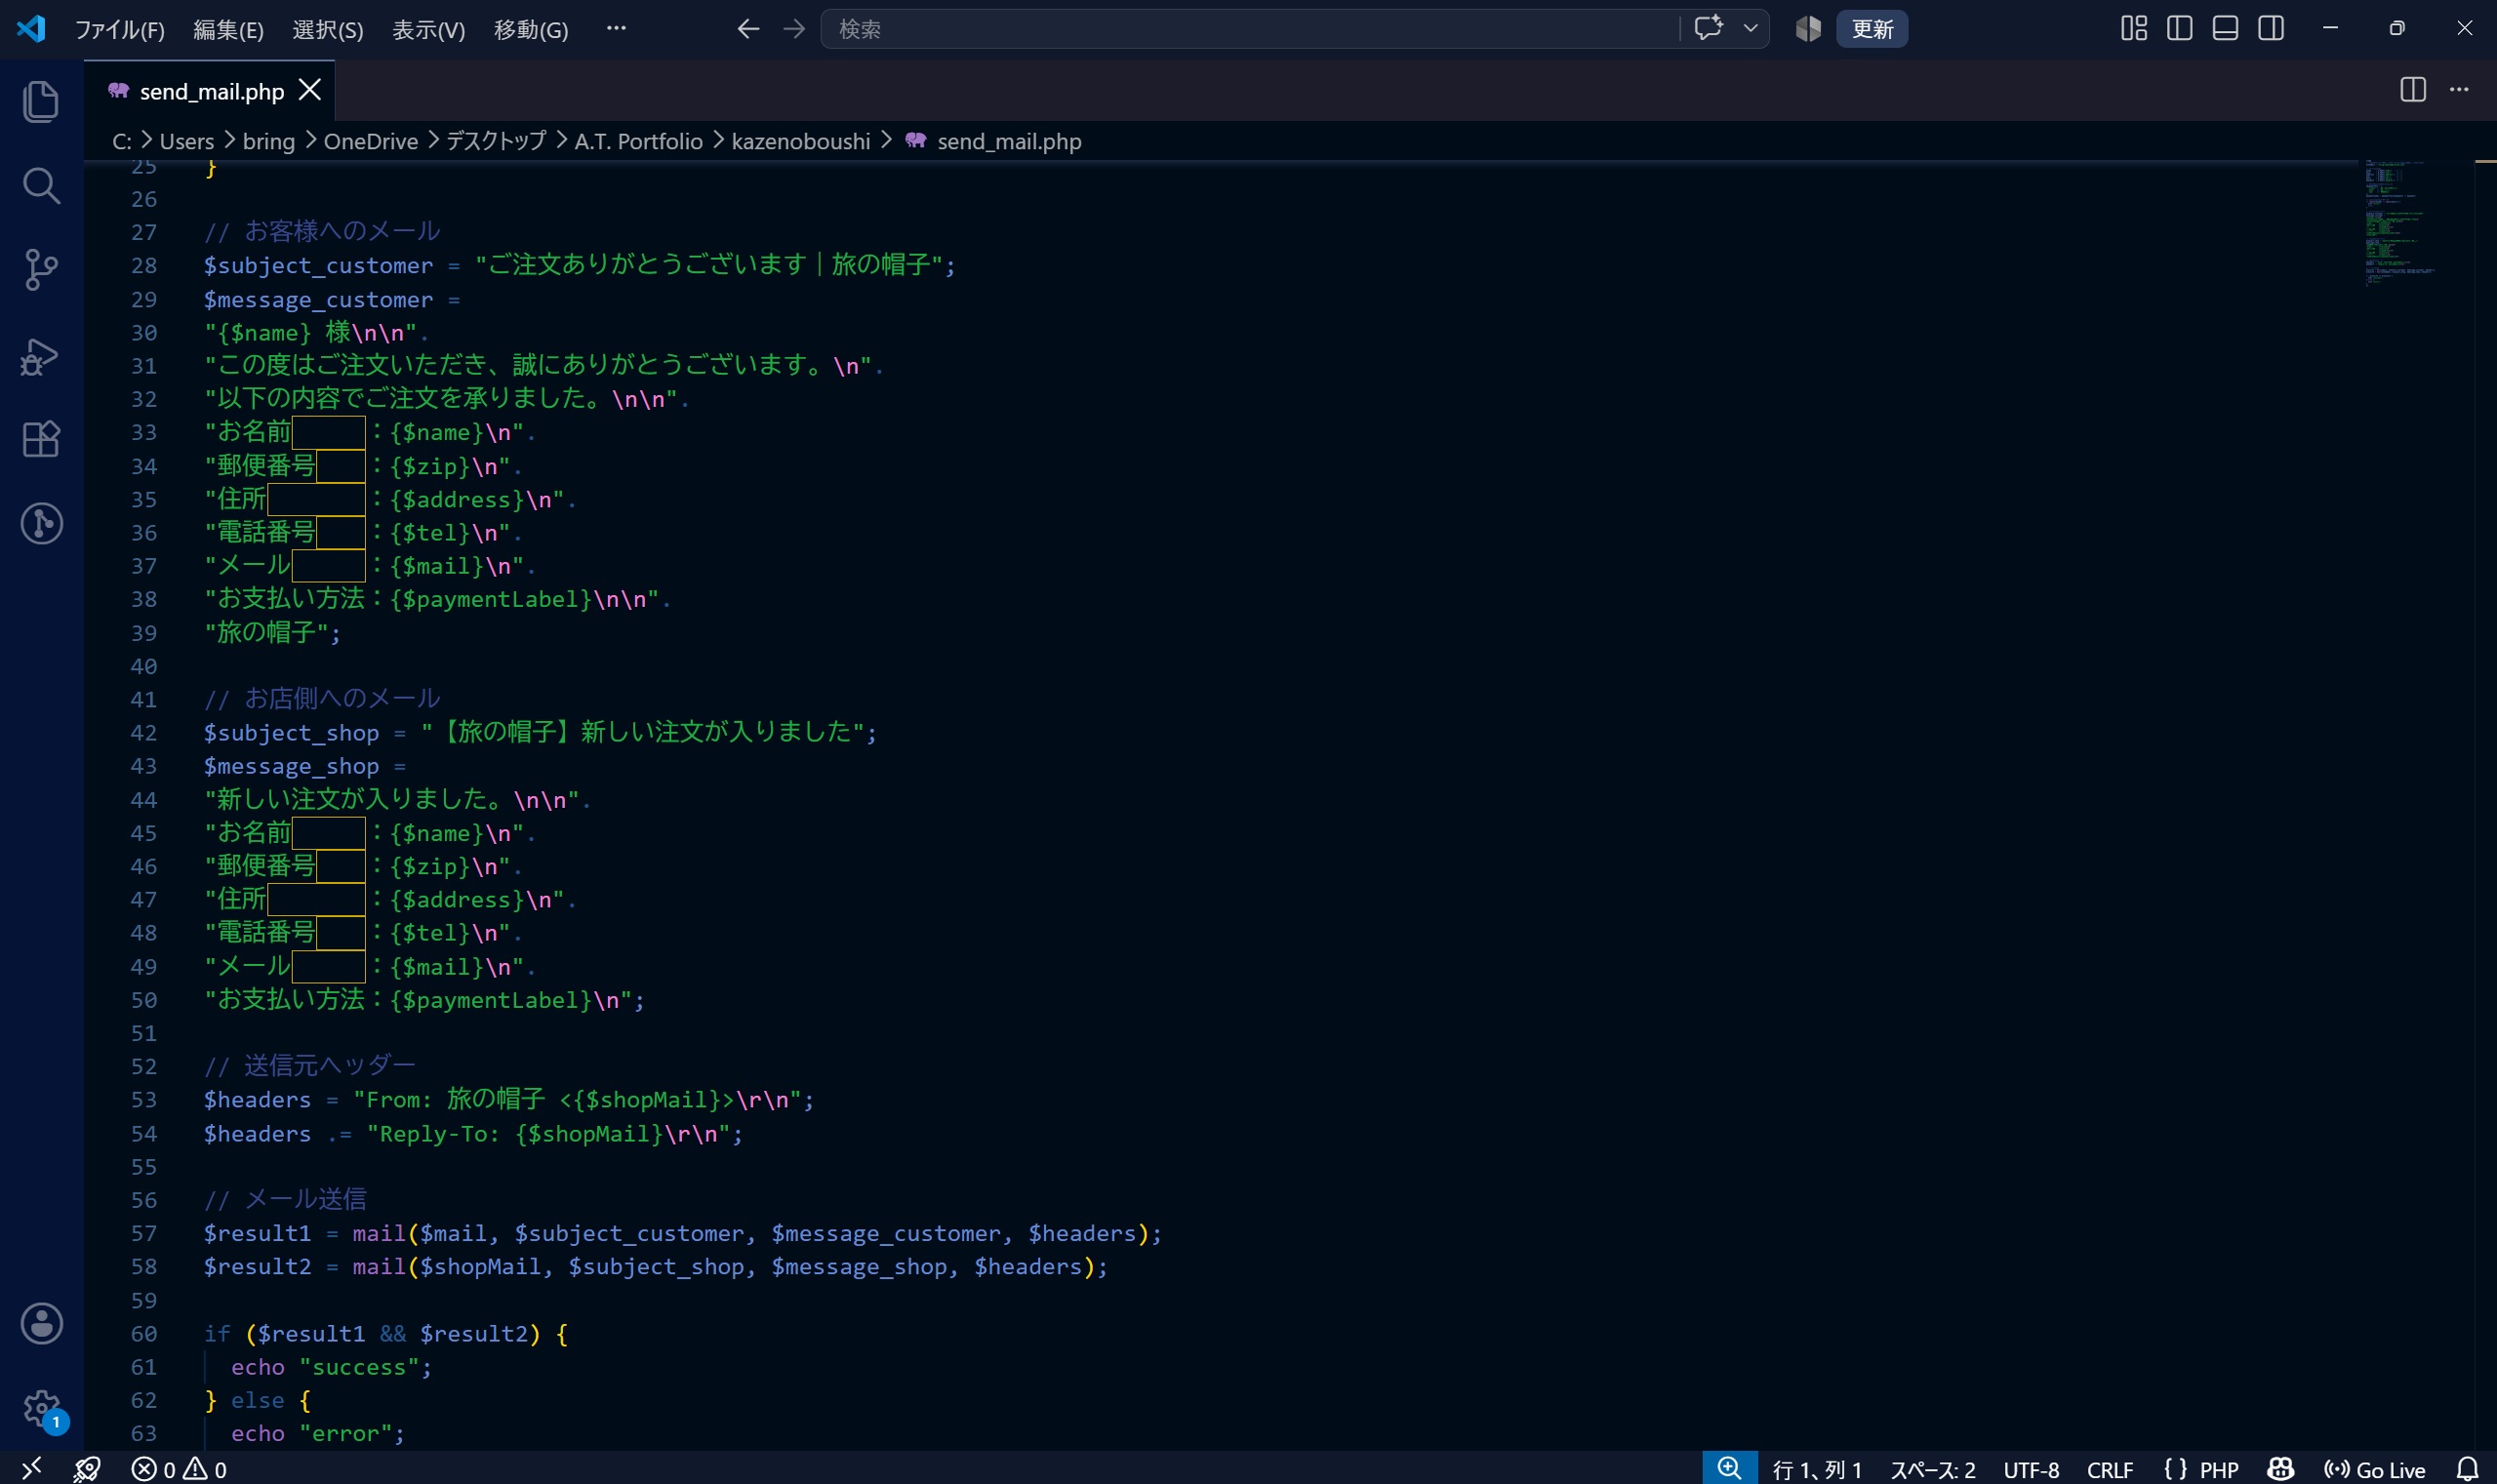 ファイル(F) 編集(E) 選択(S) 表示(V) 移動(G) ··· 検索 更新
send_mail.php
C: > Users > bring > OneDrive > デスクトップ > A.T. Portfolio > kazenoboushi > send_mail.php
25 }
26
27 // お客様へのメール
28 $subject_customer = "ご注文ありがとうございます｜旅の帽子";
29 $message_customer =
30 "{$name} 様\n\n".
31 "この度はご注文いただき、誠にありがとうございます。\n".
32 "以下の内容でご注文を承りました。\n\n".
33 "お名前　　　：{$name}\n".
34 "郵便番号　　：{$zip}\n".
35 "住所　　　　：{$address}\n".
36 "電話番号　　：{$tel}\n".
37 "メール　　　：{$mail}\n".
38 "お支払い方法：{$paymentLabel}\n\n".
39 "旅の帽子";
40
41 // お店側へのメール
42 $subject_shop = "【旅の帽子】新しい注文が入りました";
43 $message_shop =
44 "新しい注文が入りました。\n\n".
45 "お名前　　　：{$name}\n".
46 "郵便番号　　：{$zip}\n".
47 "住所　　　　：{$address}\n".
48 "電話番号　　：{$tel}\n".
49 "メール　　　：{$mail}\n".
50 "お支払い方法：{$paymentLabel}\n";
51
52 // 送信元ヘッダー
53 $headers = "From: 旅の帽子 <{$shopMail}>\r\n";
54 $headers .= "Reply-To: {$shopMail}\r\n";
55
56 // メール送信
57 $result1 = mail($mail, $subject_customer, $message_customer, $headers);
58 $result2 = mail($shopMail, $subject_shop, $message_shop, $headers);
59
60 if ($result1 && $result2) {
61 echo "success";
62 } else {
63 echo "error";
1
0 0 行 1、列 1 スペース: 2 UTF-8 CRLF { } PHP Go Live